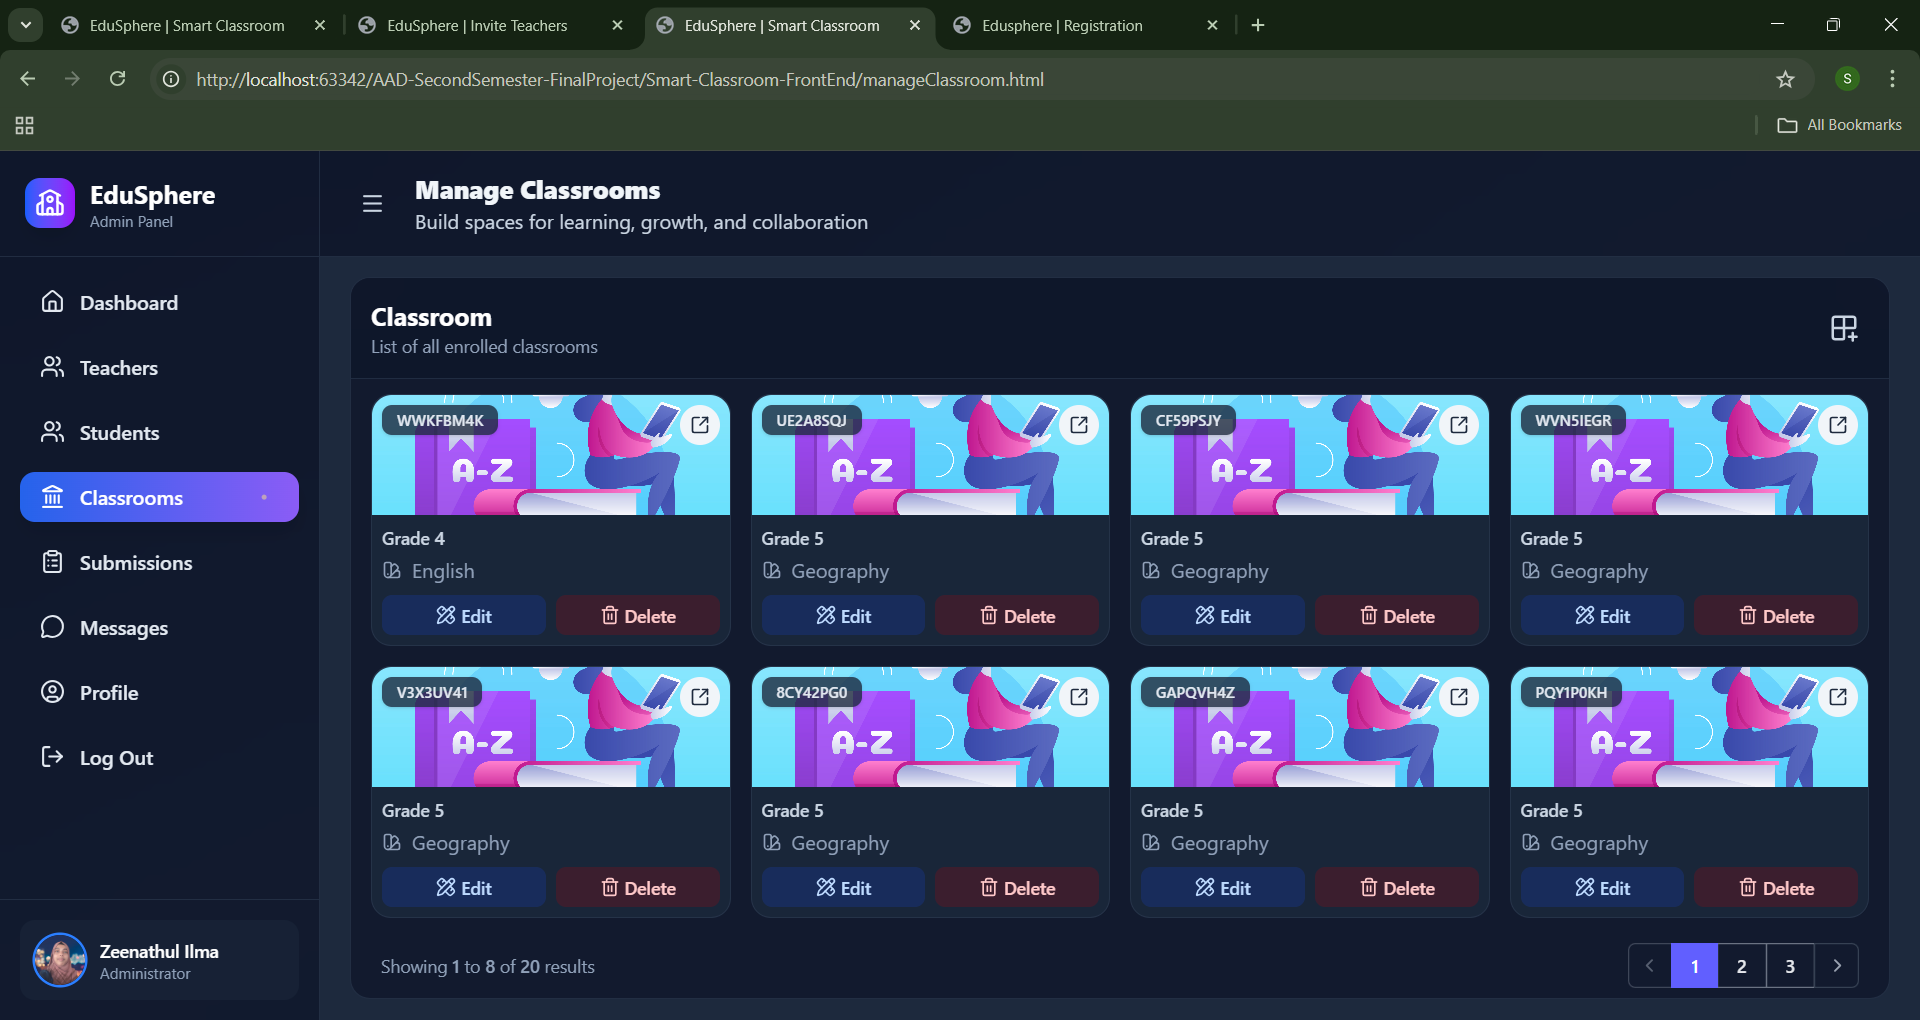 EduSphere | Smart Classroom
EduSphere | Invite Teachers
EduSphere | Smart Classroom
Edusphere | Registration
http://localhost:63342/AAD-SecondSemester-FinalProject/Smart-Classroom-FrontEnd/manageClassroom.html
S
All Bookmarks
EduSphere
Admin Panel
Manage Classrooms
Build spaces for learning, growth, and collaboration
Dashboard
Teachers
Students
Classrooms
Submissions
Messages
Profile
Log Out
Zeenathul Ilma
Administrator
Classroom
List of all enrolled classrooms
WWKFBM4K
A-Z
Grade 4
English
Edit
Delete
UE2A8SQJ
A-Z
Grade 5
Geography
Edit
Delete
CF59PSJY
A-Z
Grade 5
Geography
Edit
Delete
WVN5IEGR
A-Z
Grade 5
Geography
Edit
Delete
V3X3UV41
A-Z
Grade 5
Geography
Edit
Delete
8CY42PG0
A-Z
Grade 5
Geography
Edit
Delete
GAPQVH4Z
A-Z
Grade 5
Geography
Edit
Delete
PQY1P0KH
A-Z
Grade 5
Geography
Edit
Delete
Showing 1 to 8 of 20 results
1
2
3